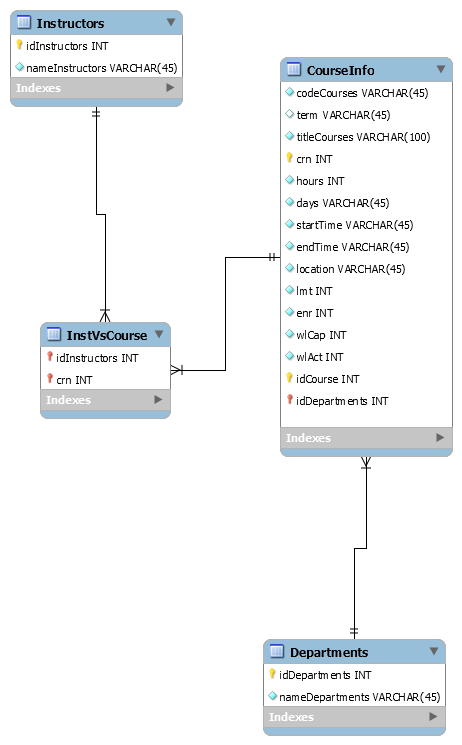 Instructors
idInstructors INT
nameInstructors VARCHAR(45)
Indexes
CourseInfo
codeCourses VARCHAR(45)
term VARCHAR(45)
titleCourses VARCHAR(100)
crn INT
hours INT
days VARCHAR(45)
startTime VARCHAR(45)
endTime VARCHAR(45)
location VARCHAR(45)
lmt INT
enr INT
wlCap INT
wlAct INT
idCourse INT
idDepartments INT
Indexes
InstVsCourse
idInstructors INT
crn INT
Indexes
Departments
idDepartments INT
nameDepartments VARCHAR(45)
Indexes